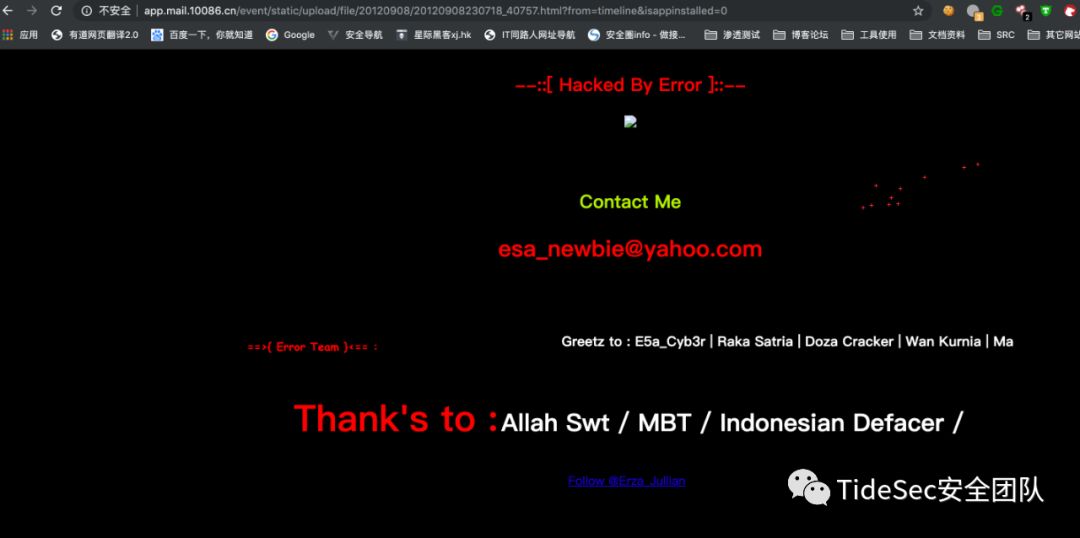 不安全 | app.mail.10086.cn/event/static/upload/file/20120908/20120908230718_40757.html?from=timeline&isappinstalled=0
应用 有道网页翻译2.0 百度一下，你就知道 Google 安全导航 星际黑客xj.hk IT同路人网址导航 安全圈info - 做接... 渗透测试 博客论坛 工具使用 文档资料 SRC 其它网站
--::[ Hacked By Error ]::--
Contact Me
esa_newbie@yahoo.com
==>{ Error Team }<== :
Greetz to : E5a_Cyb3r | Raka Satria | Doza Cracker | Wan Kurnia | Ma
Thank's to : Allah Swt / MBT / Indonesian Defacer /
Follow @Erza_Jullian
TideSec安全团队